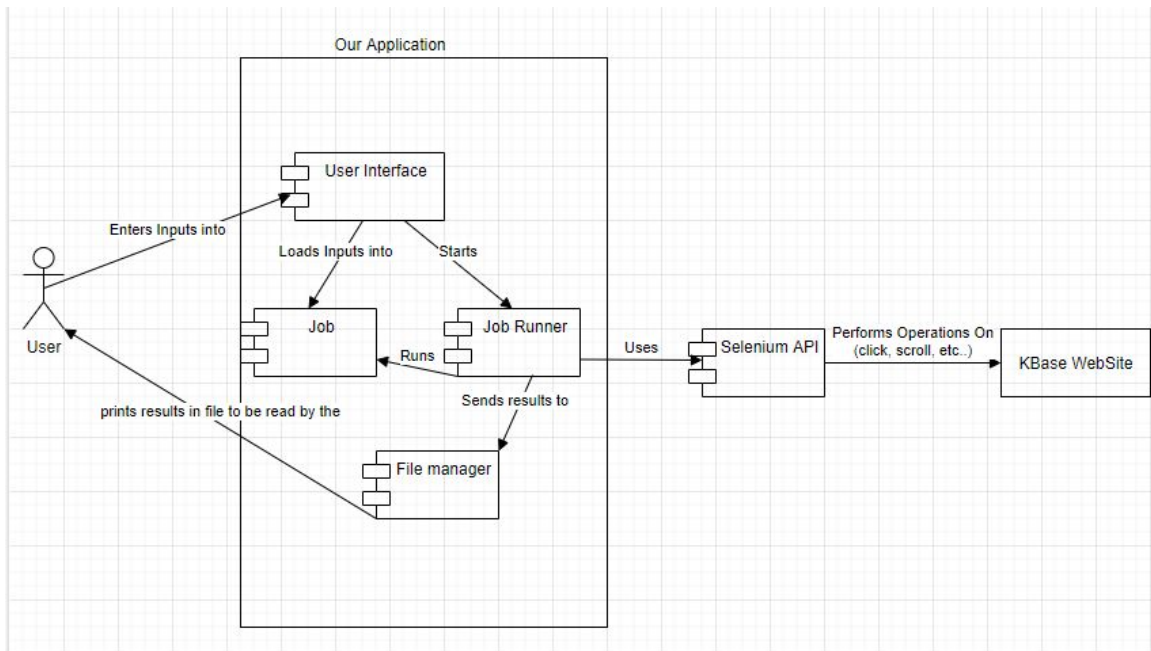 Our Application
User Interface
Enters Inputs into
Loads Inputs into
Starts
User
Job
Job Runner
Runs
Uses
Selenium API
Performs Operations On
(click, scroll, etc..)
KBase WebSite
Sends results to
prints results in file to be read by the
File manager